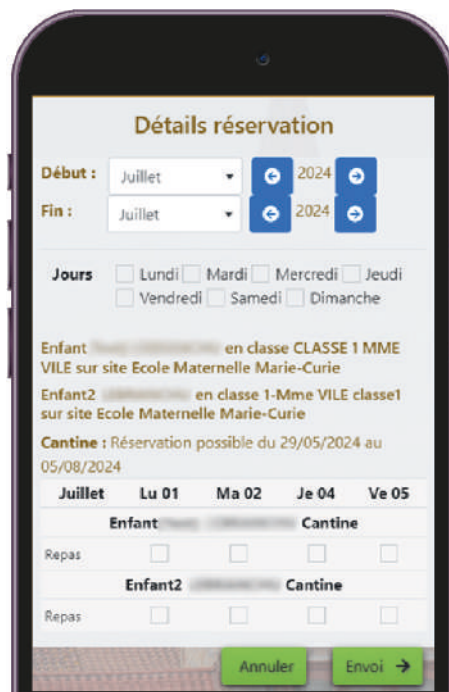 Détails réservation
Début : Juillet 2024
Fin : Juillet 2024
Jours Lundi Mardi Mercredi Jeudi
Vendredi Samedi Dimanche
Enfant en classe CLASSE 1 MME
VILE sur site Ecole Maternelle Marie-Curie
Enfant2 en classe 1-Mme VILE classe1
sur site Ecole Maternelle Marie-Curie
Cantine : Réservation possible du 29/05/2024 au
05/08/2024
Juillet Lu 01 Ma 02 Je 04 Ve 05
Enfant Cantine
Repas
Enfant2 Cantine
Repas
Annuler Envoi →